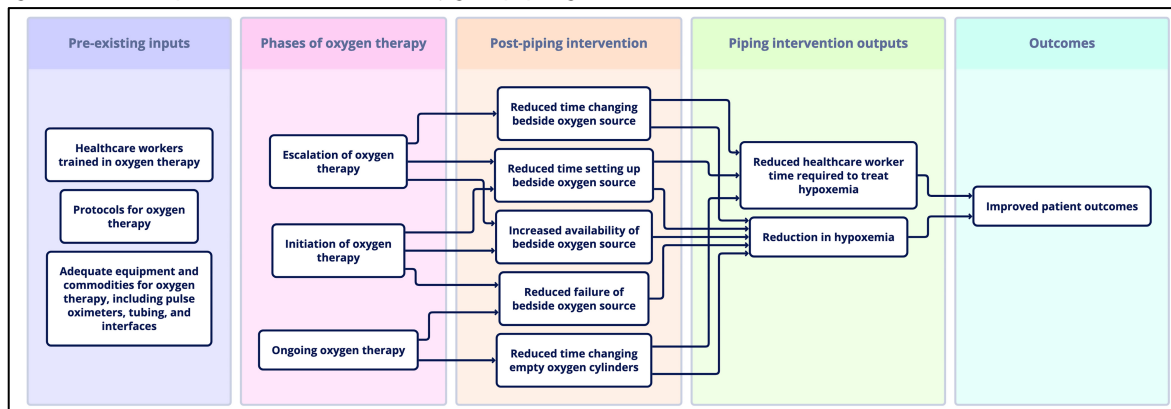 Pre-existing inputs
Healthcare workers
trained in oxygen therapy
Protocols for oxygen
therapy
Adequate equipment and
commodities for oxygen
therapy, including pulse
oximeters, tubing, and
interfaces
Phases of oxygen therapy
Escalation of oxygen
therapy
Initiation of oxygen
therapy
Ongoing oxygen therapy
Post-piping intervention
Reduced time changing
bedside oxygen source
Reduced time setting up
bedside oxygen source
Increased availability of
bedside oxygen source
Reduced failure of
bedside oxygen source
Reduced time changing
empty oxygen cylinders
Piping intervention outputs
Reduced healthcare worker
time required to treat
hypoxemia
Reduction in hypoxemia
Outcomes
Improved patient outcomes